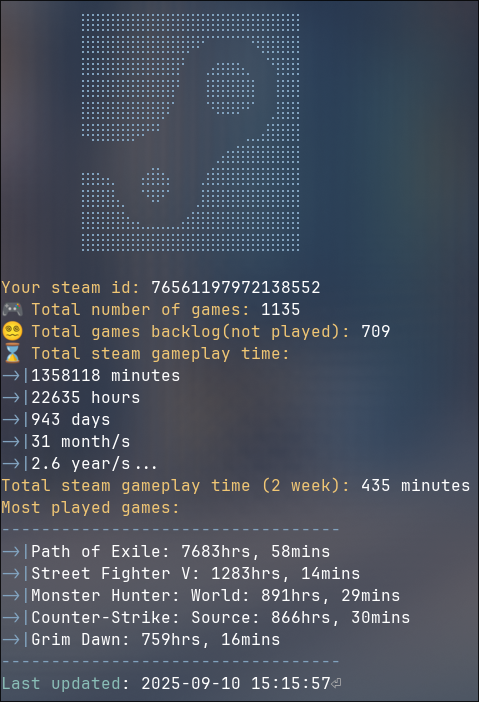 Your steam id: 76561197972138552
🎮 Total number of games: 1135
😵‍💫 Total games backlog(not played): 709
⌛ Total steam gameplay time:
—>|1358118 minutes
—>|22635 hours
—>|943 days
—>|31 month/s
—>|2.6 year/s...
Total steam gameplay time (2 week): 435 minutes
Most played games:
----------------------------------
—>|Path of Exile: 7683hrs, 58mins
—>|Street Fighter V: 1283hrs, 14mins
—>|Monster Hunter: World: 891hrs, 29mins
—>|Counter-Strike: Source: 866hrs, 30mins
—>|Grim Dawn: 759hrs, 16mins
----------------------------------
Last updated: 2025-09-10 15:15:57⏎